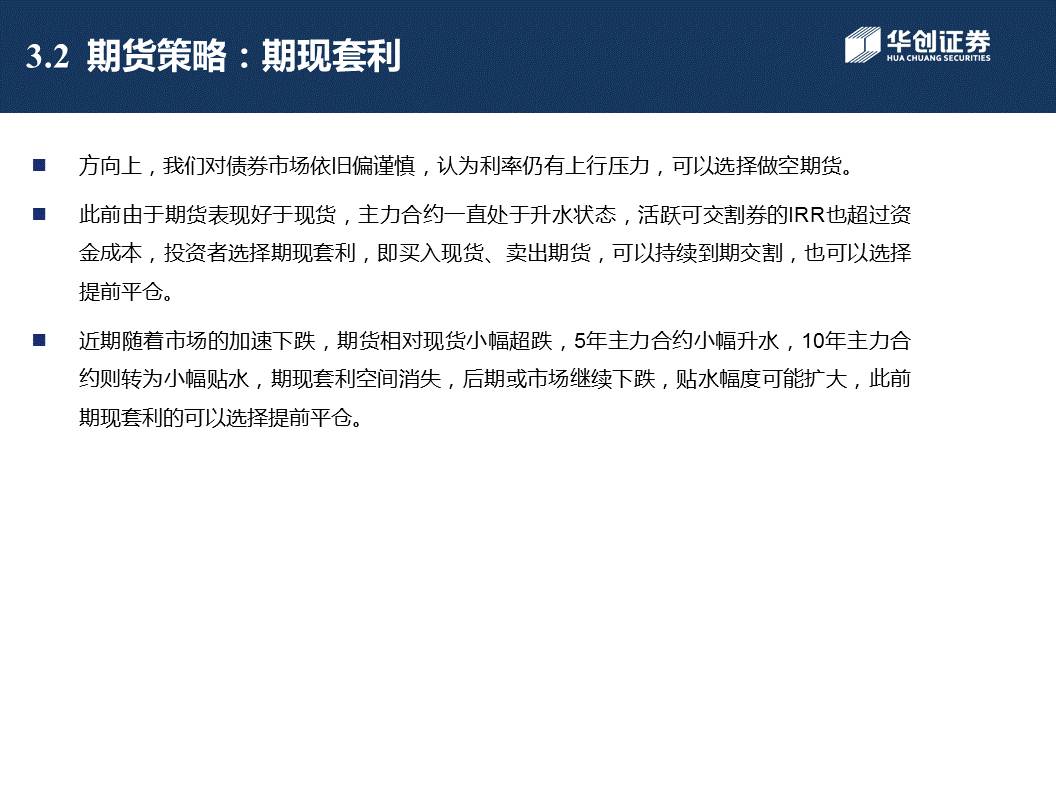 3.2 期货策略：期现套利
华创证券
HUA CHUANG SECURITIES
方向上，我们对债券市场依旧偏谨慎，认为利率仍有上行压力，可以选择做空期货。
此前由于期货表现好于现货，主力合约一直处于升水状态，活跃可交割券的IRR也超过资
金成本，投资者选择期现套利，即买入现货、卖出期货，可以持续到期交割，也可以选择
提前平仓。
近期随着市场的加速下跌，期货相对现货小幅超跌，5年主力合约小幅升水，10年主力合
约则转为小幅贴水，期现套利空间消失，后期或市场继续下跌，贴水幅度可能扩大，此前
期现套利的可以选择提前平仓。